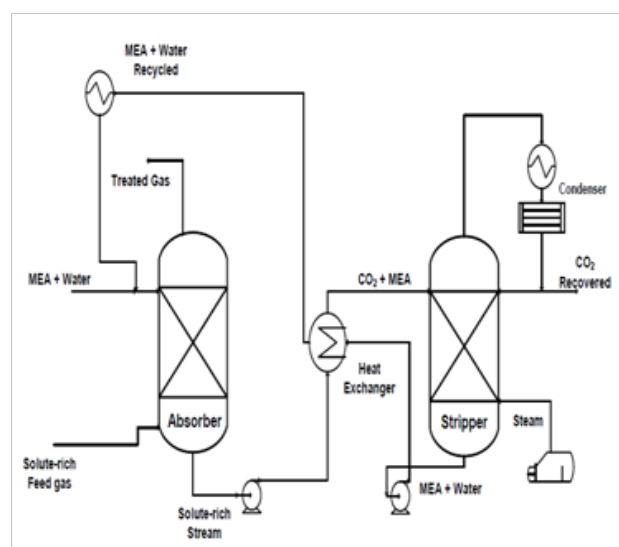 MEA + Water
Recycled
Treated Gas
Condenser
MEA + Water
CO₂ + MEA
CO₂
Recovered
Heat
Exchanger
Absorber
Stripper
Steam
Solute-rich
Feed gas
Solute-rich
Stream
MEA + Water